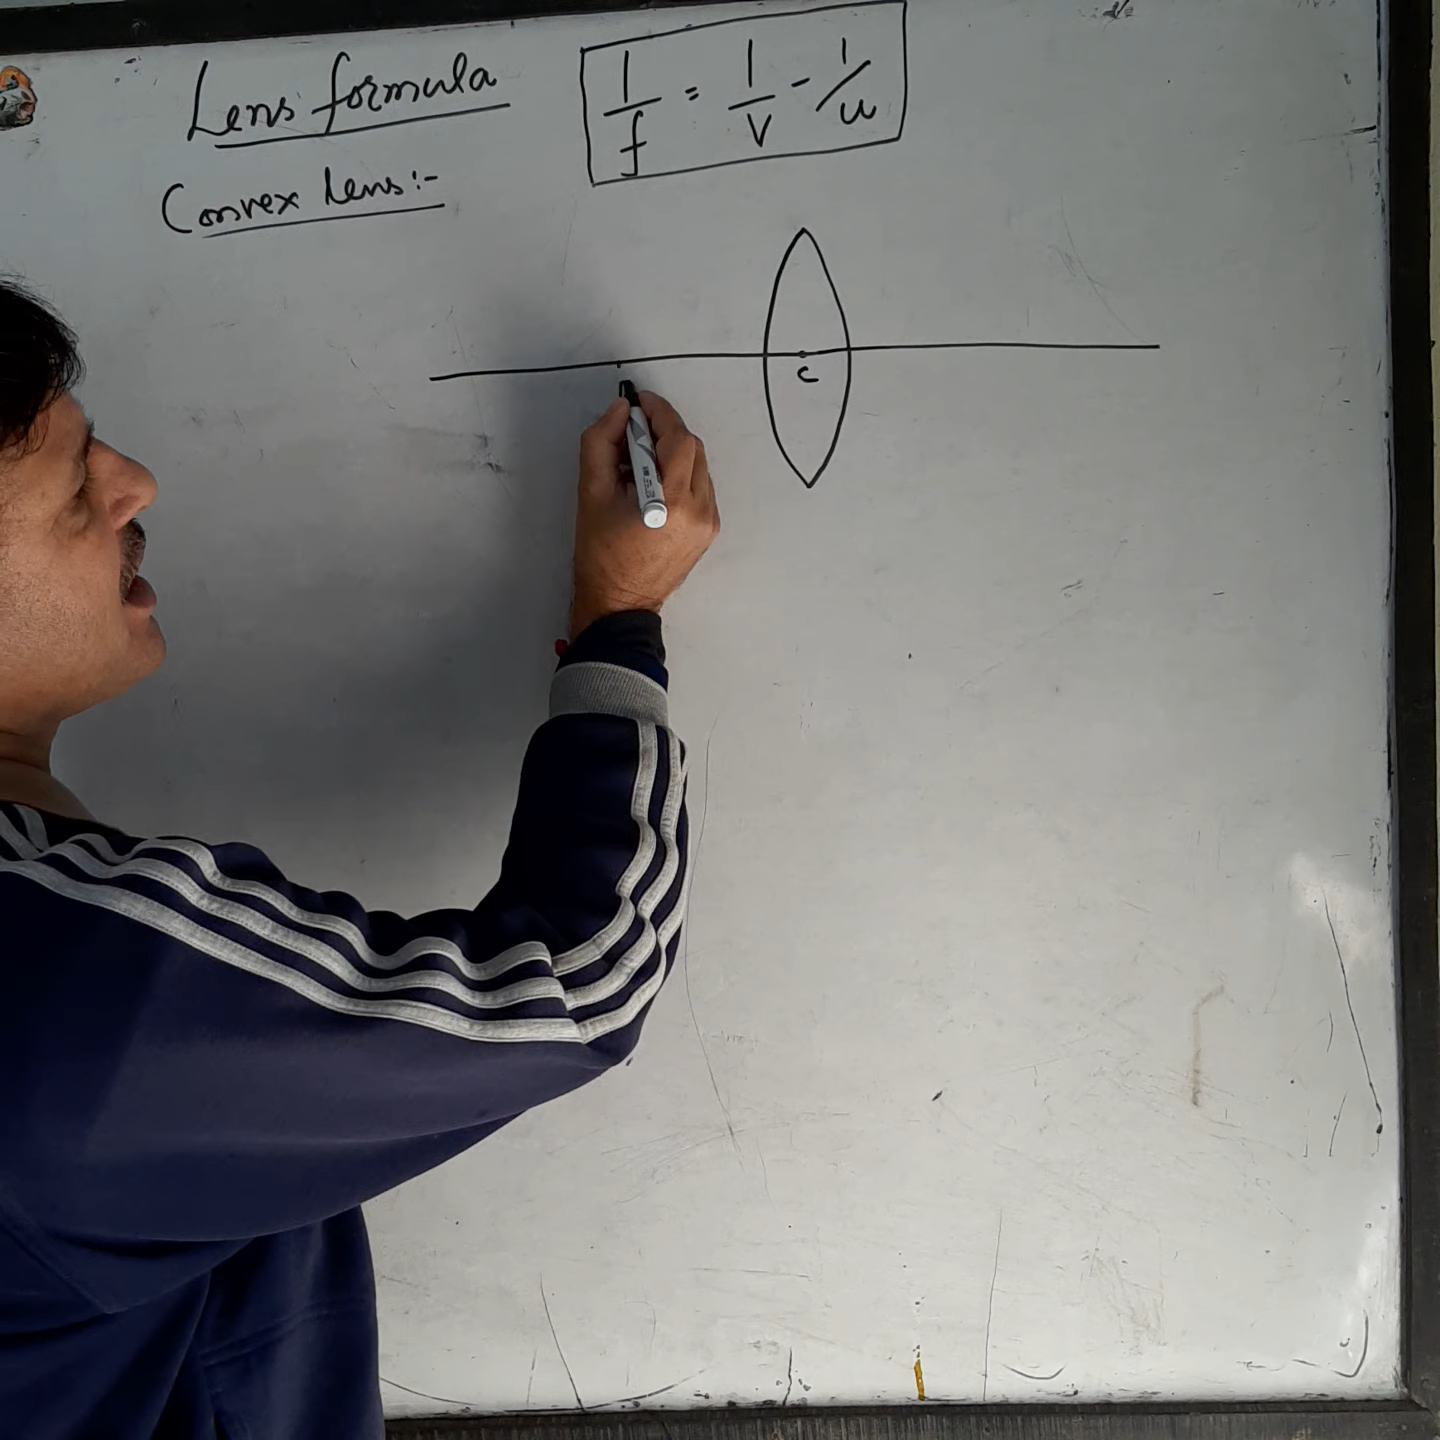 Lens formula
1/f = 1/v - 1/u
Convex lens:-
C